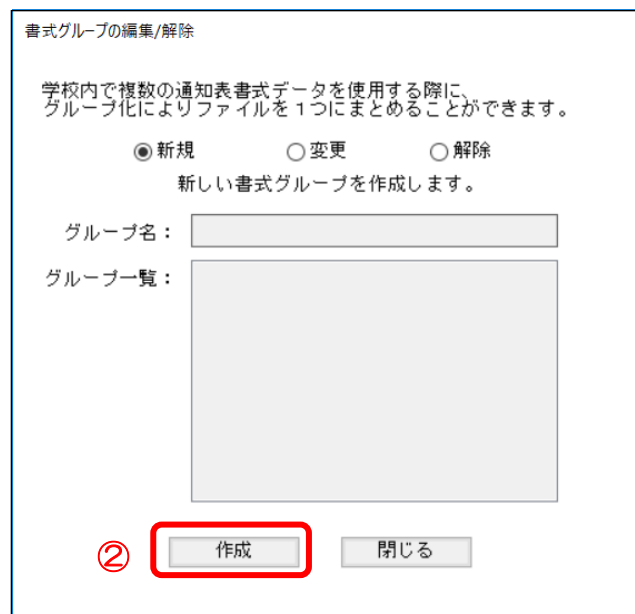 書式グループの編集/解除
学校内で複数の通知表書式データを使用する際に、
グループ化によりファイルを１つにまとめることができます。
新規 変更 解除
新しい書式グループを作成します。
グループ名：
グループ一覧：
② 作成 閉じる